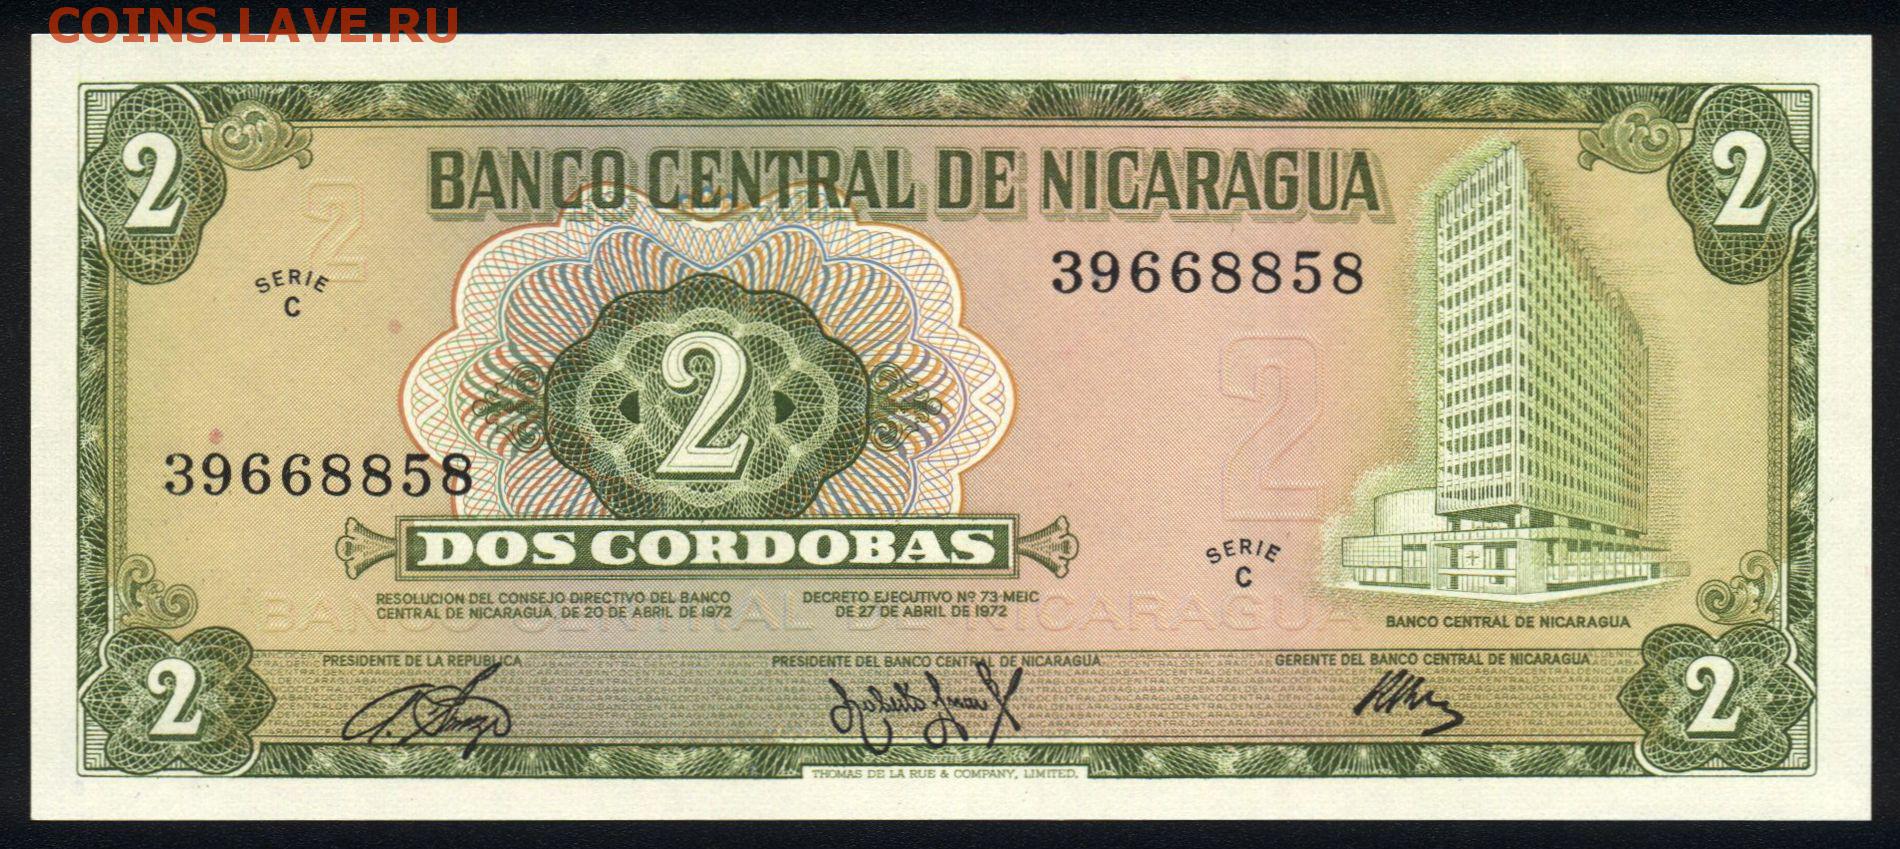 COINS.LAVE.RU
2
2
BANCO CENTRAL DE NICARAGUA
2
SERIE
C
39668858
2
2
39668858
DOS CORDOBAS
SERIE
C
RESOLUCION DEL CONSEJO DIRECTIVO DEL BANCO
CENTRAL DE NICARAGUA, DE 20 DE ABRIL DE 1972
DECRETO EJECUTIVO Nº 73-MEIC
DE 27 DE ABRIL DE 1972
BANCO CENTRAL DE NICARAGUA
BANCO CENTRAL DE NICARAGUA
PRESIDENTE DE LA REPUBLICA
PRESIDENTE DEL BANCO CENTRAL DE NICARAGUA
GERENTE DEL BANCO CENTRAL DE NICARAGUA
2
2
THOMAS DE LA RUE & COMPANY, LIMITED.